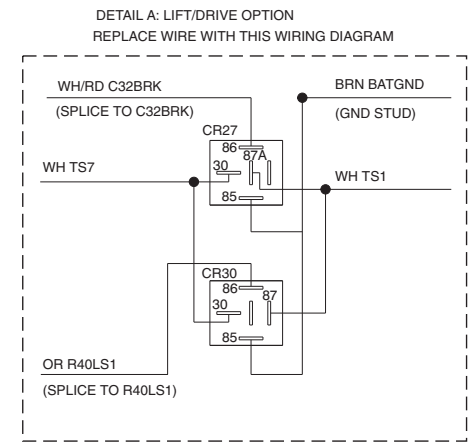 DETAIL A: LIFT/DRIVE OPTION
REPLACE WIRE WITH THIS WIRING DIAGRAM
WH/RD C32BRK
(SPLICE TO C32BRK)
BRN BATGND
(GND STUD)
CR27
86
87A
30
85
WH TS7
WH TS1
CR30
86
87
30
85
OR R40LS1
(SPLICE TO R40LS1)